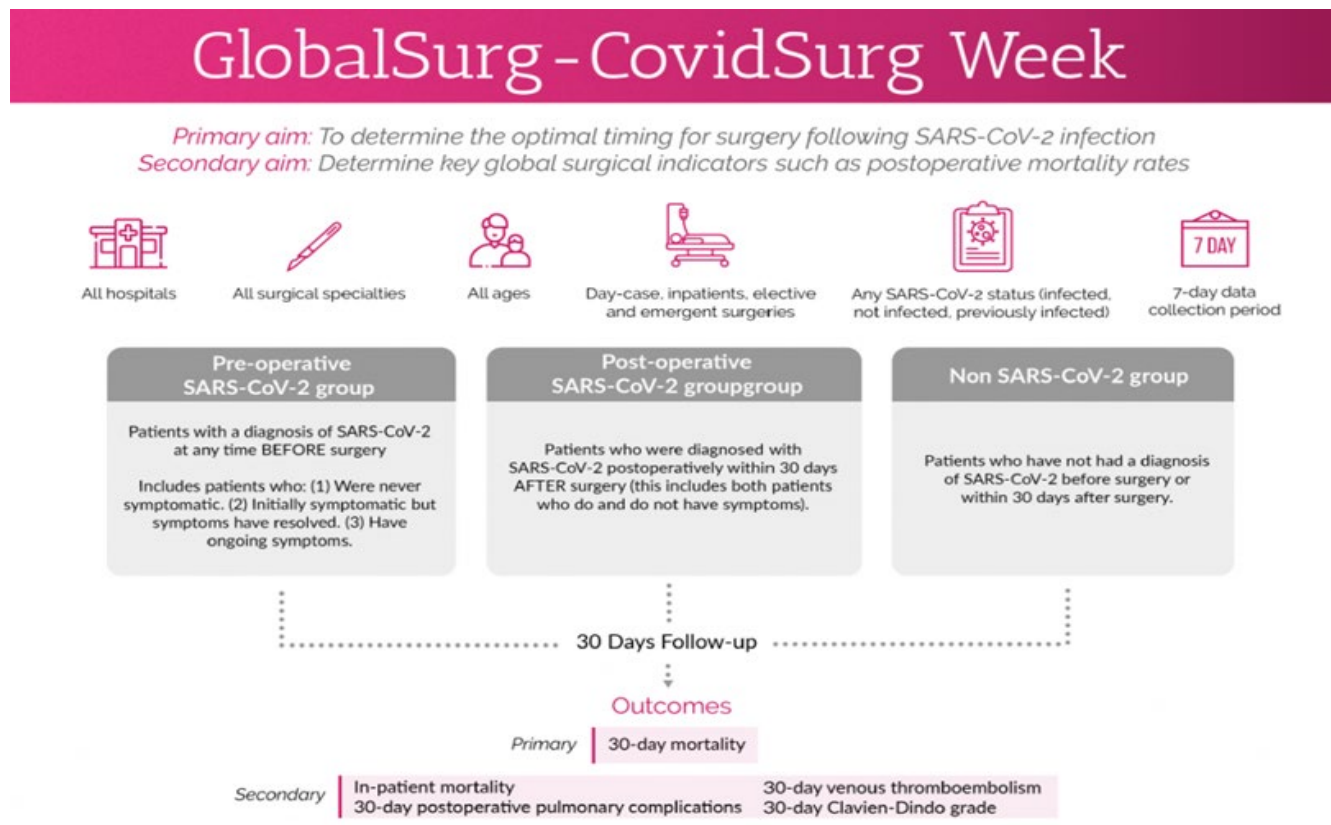 GlobalSurg - CovidSurg Week
Primary aim: To determine the optimal timing for surgery following SARS-CoV-2 infection
Secondary aim: Determine key global surgical indicators such as postoperative mortality rates
7 DAY
All hospitals
All surgical specialties
All ages
Day-case, inpatients, elective
and emergent surgeries
Any SARS-CoV-2 status (infected,
not infected, previously infected)
7-day data
collection period
Pre-operative
SARS-CoV-2 group
Patients with a diagnosis of SARS-CoV-2
at any time BEFORE surgery
Includes patients who: (1) Were never
symptomatic. (2) Initially symptomatic but
symptoms have resolved. (3) Have
ongoing symptoms.
Post-operative
SARS-CoV-2 groupgroup
Patients who were diagnosed with
SARS-CoV-2 postoperatively within 30 days
AFTER surgery (this includes both patients
who do and do not have symptoms).
Non SARS-CoV-2 group
Patients who have not had a diagnosis
of SARS-CoV-2 before surgery or
within 30 days after surgery.
30 Days Follow-up
Outcomes
Primary
30-day mortality
Secondary
In-patient mortality
30-day postoperative pulmonary complications
30-day venous thromboembolism
30-day Clavien-Dindo grade